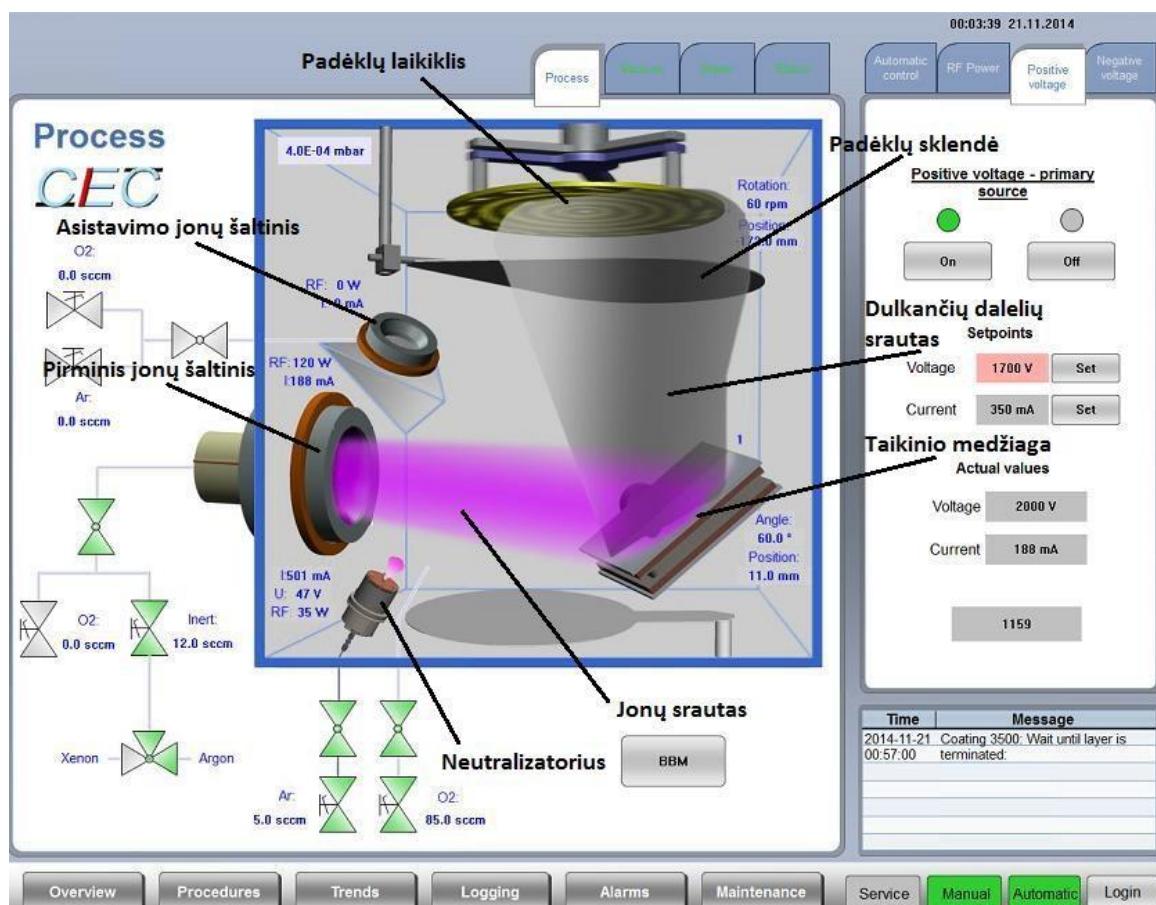 00:03:39 21.11.2014
Padėklų laikiklis
Process
Automatic
control
RF Power
Positive
voltage
Negative
voltage
Process
CEC
4.0E-04 mbar
Padėklų sklendė
Rotation:
60 rpm
Position:
-173.0 mm
Positive voltage - primary
source
On
Off
Asistavimo jonų šaltinis
O2:
0.0 sccm
RF: 0 W
I: 0 mA
Dulkančių dalelių
srautas
Setpoints
Voltage 1700 V Set
Current 350 mA Set
Pirminis jonų šaltinis
RF: 120 W
I:188 mA
Ar:
0.0 sccm
1
Taikinio medžiaga
Actual values
Voltage 2000 V
Current 188 mA
Angle:
60.0 °
Position:
11.0 mm
I:501 mA
U: 47 V
RF: 35 W
O2:
0.0 sccm
Inert:
12.0 sccm
1159
Jonų srautas
Neutralizatorius
BBM
Xenon
Argon
Ar:
5.0 sccm
O2:
85.0 sccm
Time Message
2014-11-21 Coating 3500: Wait until layer is
00:57:00 terminated:
Overview Procedures Trends Logging Alarms Maintenance Service Manual Automatic Login